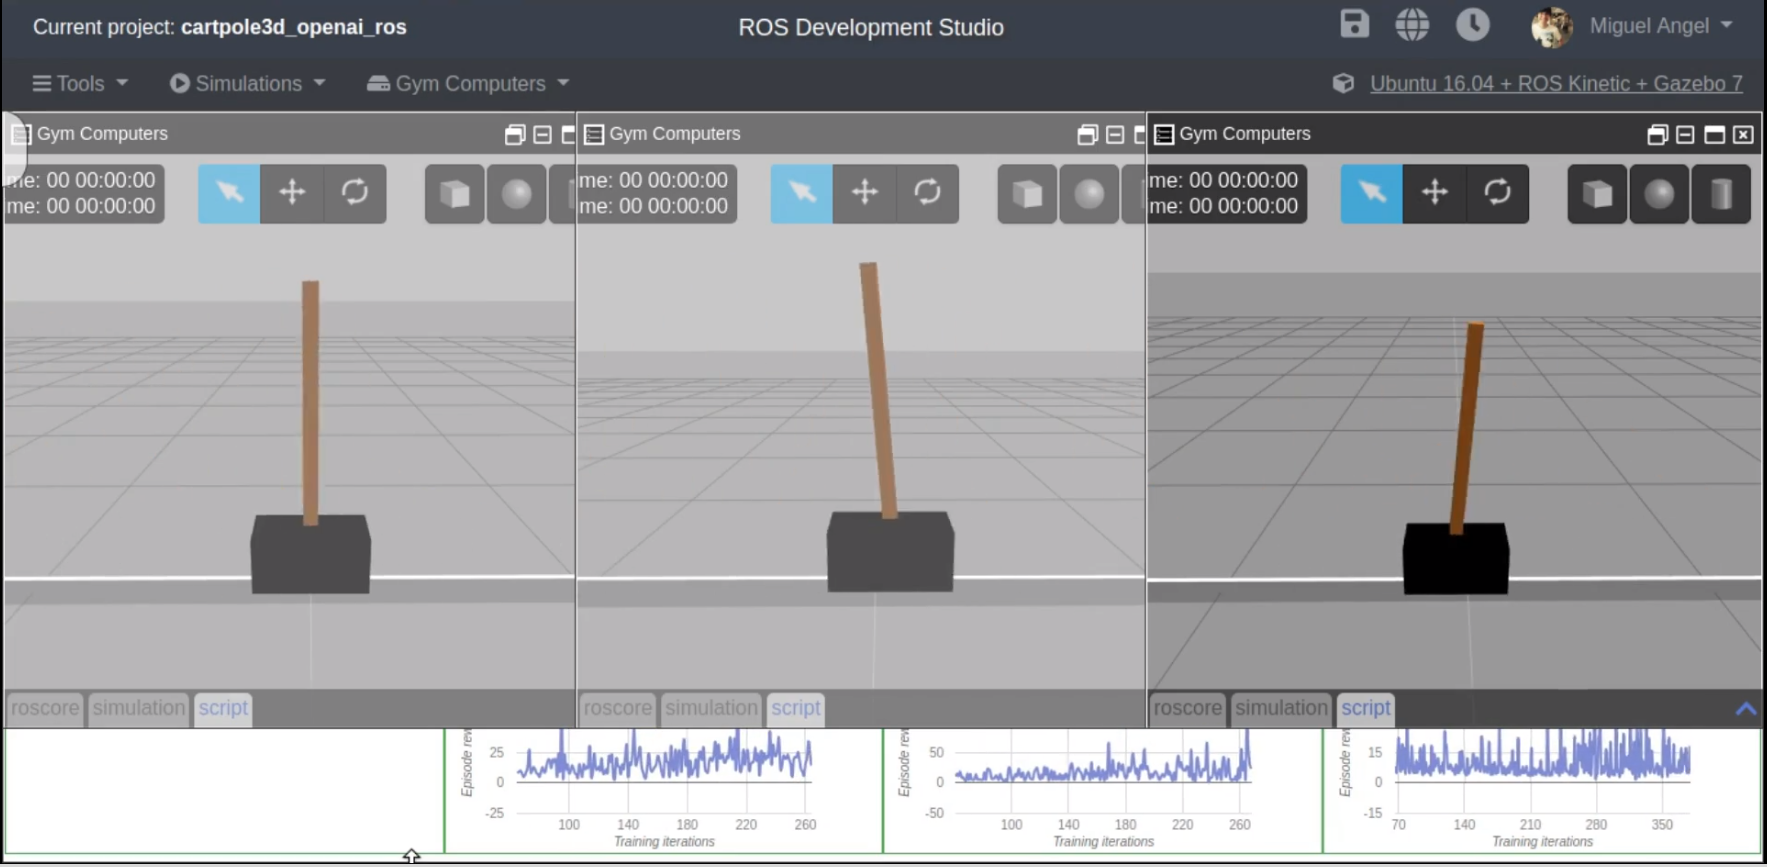 Current project: cartpole3d_openai_ros
ROS Development Studio
Miguel Angel
Tools
Simulations
Gym Computers
Ubuntu 16.04 + ROS Kinetic + Gazebo 7
Gym Computers
Gym Computers
Gym Computers
me: 00 00:00:00
me: 00 00:00:00
me: 00 00:00:00
me: 00 00:00:00
me: 00 00:00:00
me: 00 00:00:00
roscore simulation script
roscore simulation script
roscore simulation script
Episode rew
25
0
-25
100 140 180 220 260
Training iterations
Episode rew
50
0
-50
100 140 180 220 260
Training iterations
Episode rew
15
0
-15
70 140 210 280 350
Training iterations